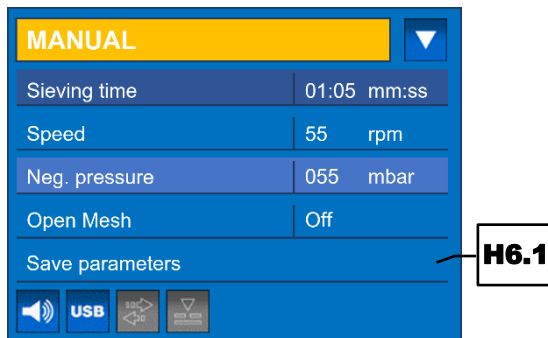 MANUAL
Sieving time 01:05 mm:ss
Speed 55 rpm
Neg. pressure 055 mbar
Open Mesh Off
Save parameters
H6.1
USB